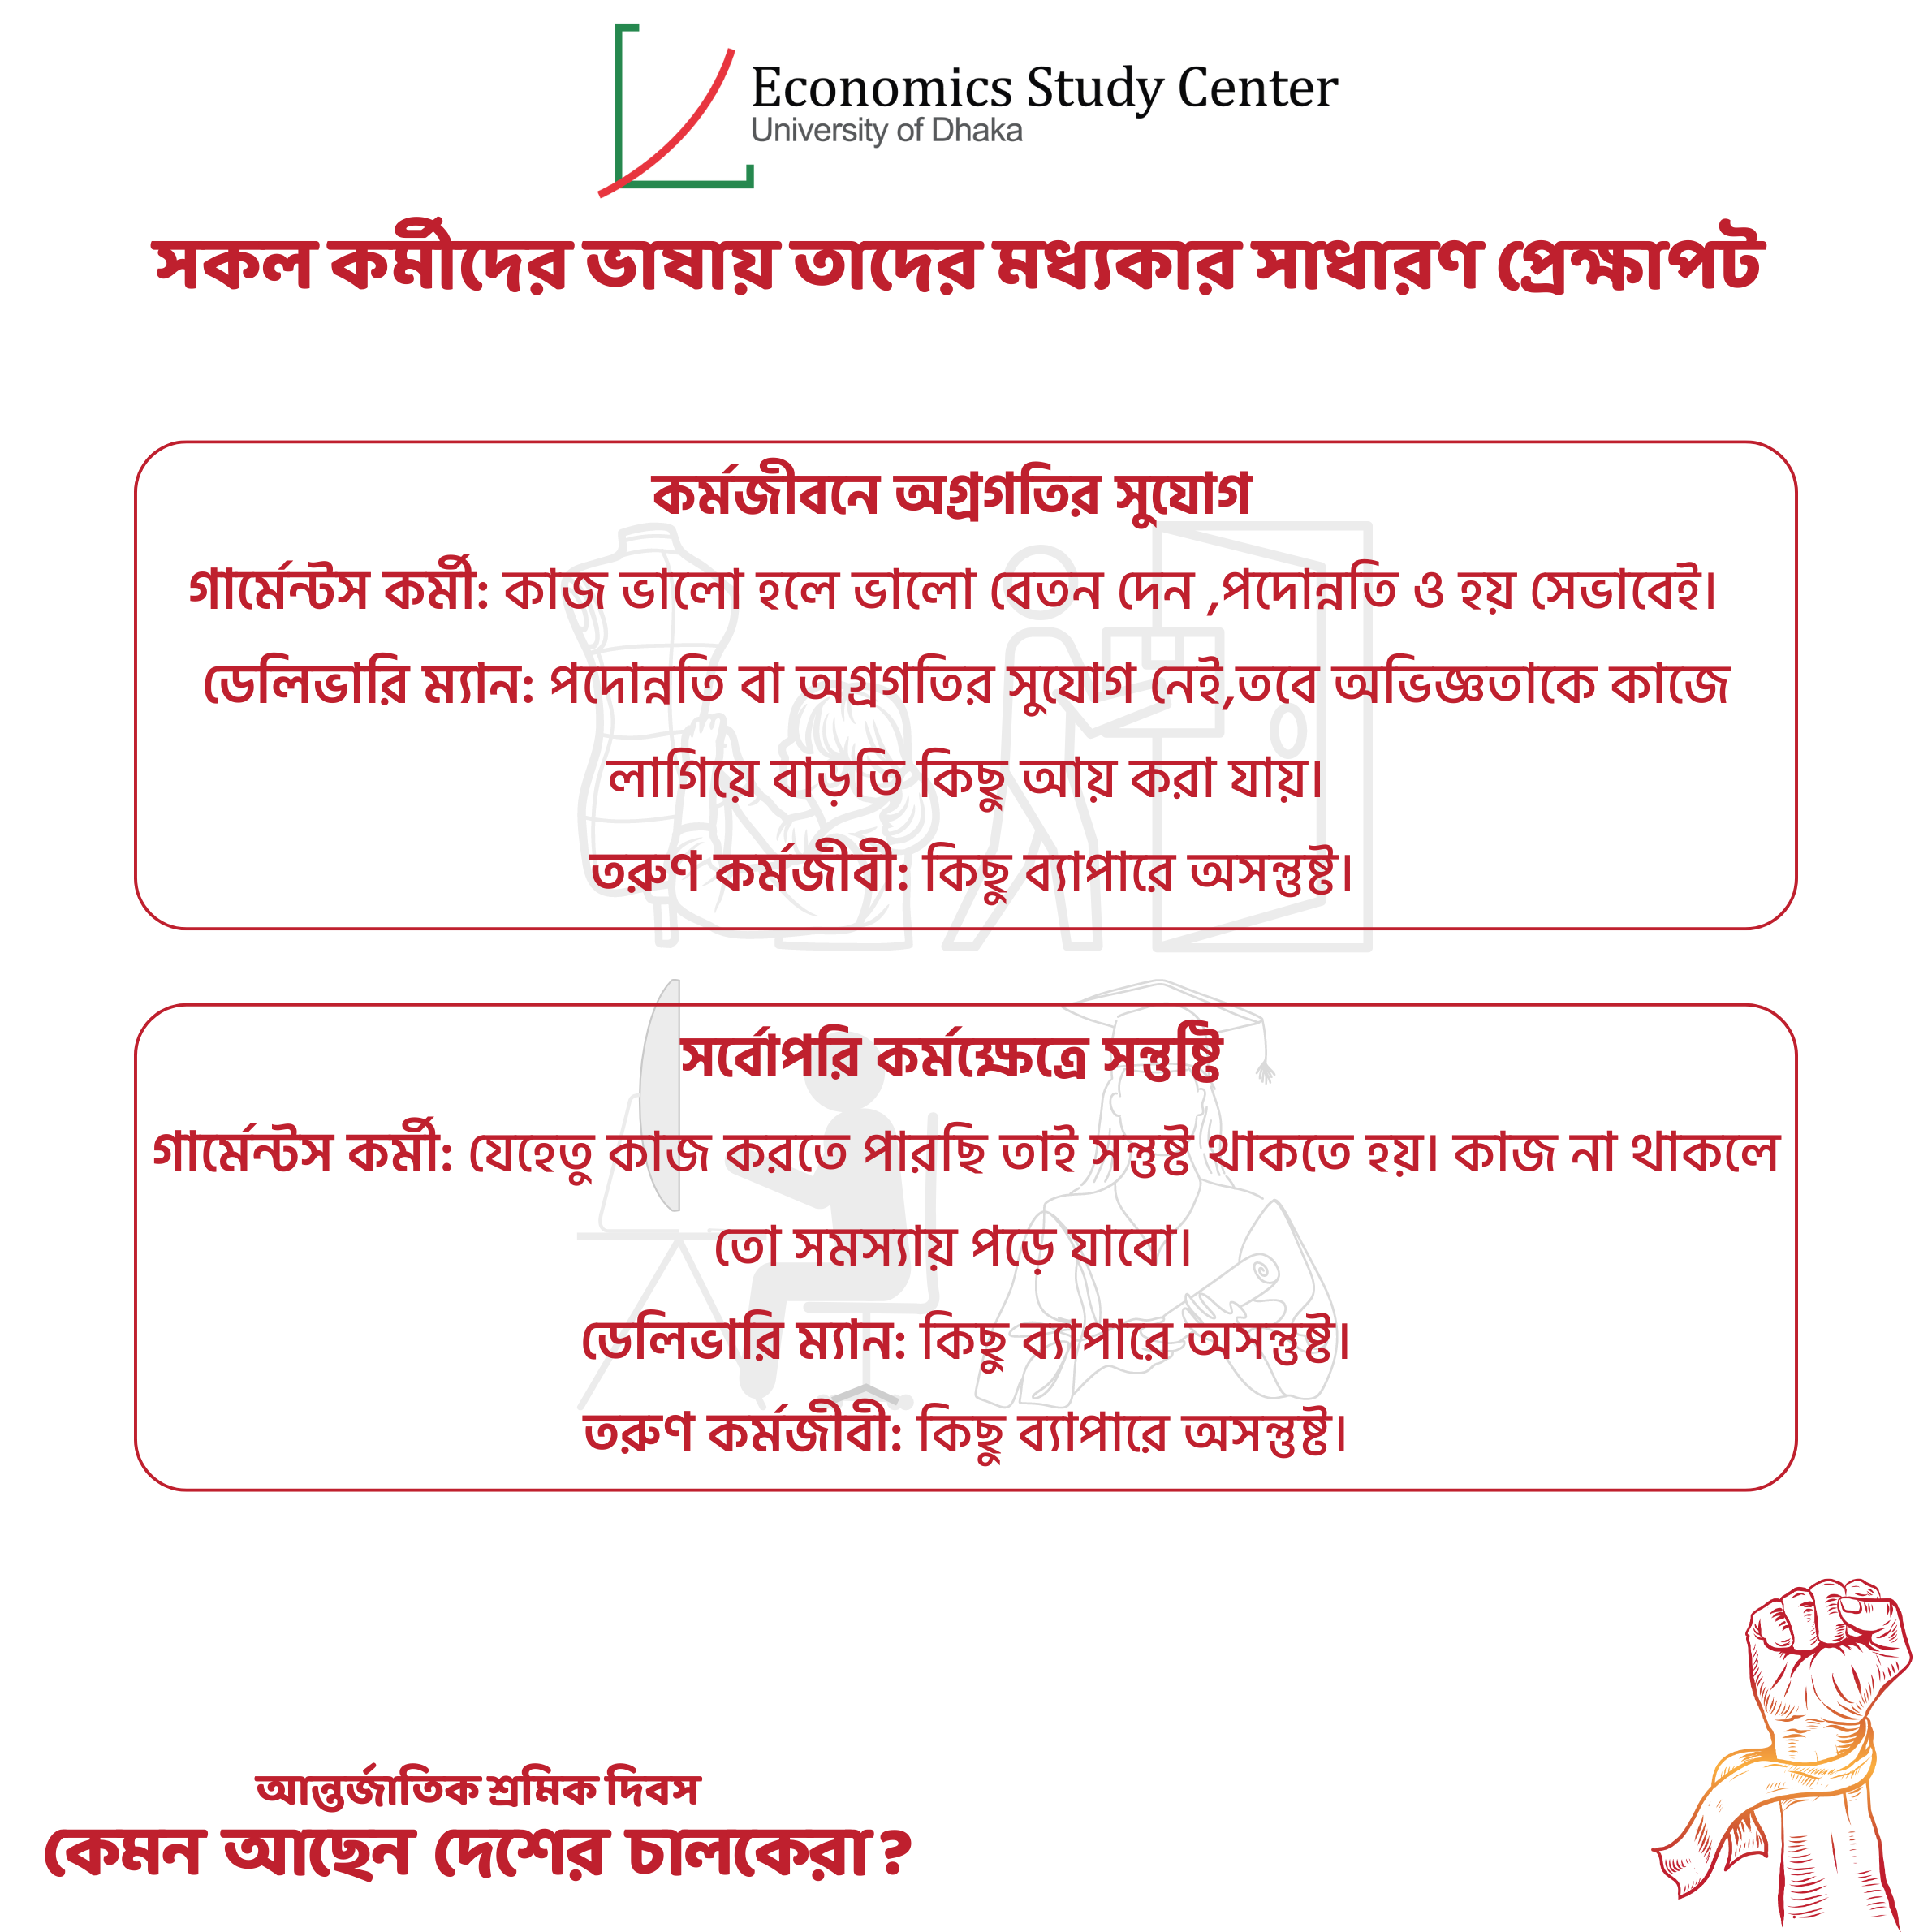 Economics Study Center
University of Dhaka
সকল কর্মীদের ভাষায় তাদের মধ্যকার সাধারণ প্রেক্ষাপট
কর্মজীবনে অগ্রগতির সুযোগ
গার্মেন্টস কর্মী: কাজ ভালো হলে ভালো বেতন দেন ,পদোন্নতি ও হয় সেভাবেই।
ডেলিভারি ম্যান: পদোন্নতি বা অগ্রগতির সুযোগ নেই,তবে অভিজ্ঞতাকে কাজে
লাগিয়ে বাড়তি কিছু আয় করা যায়।
তরুণ কর্মজীবী: কিছু ব্যাপারে অসন্তুষ্ট।
সর্বোপরি কর্মক্ষেত্রে সন্তুষ্টি
গার্মেন্টস কর্মী: যেহেতু কাজ করতে পারছি তাই সন্তুষ্ট থাকতে হয়। কাজ না থাকলে
তো সমস্যায় পড়ে যাবো।
ডেলিভারি ম্যান: কিছু ব্যাপারে অসন্তুষ্ট।
তরুণ কর্মজীবী: কিছু ব্যাপারে অসন্তুষ্ট।
আন্তর্জাতিক শ্রমিক দিবস
কেমন আছেন দেশের চালকেরা?